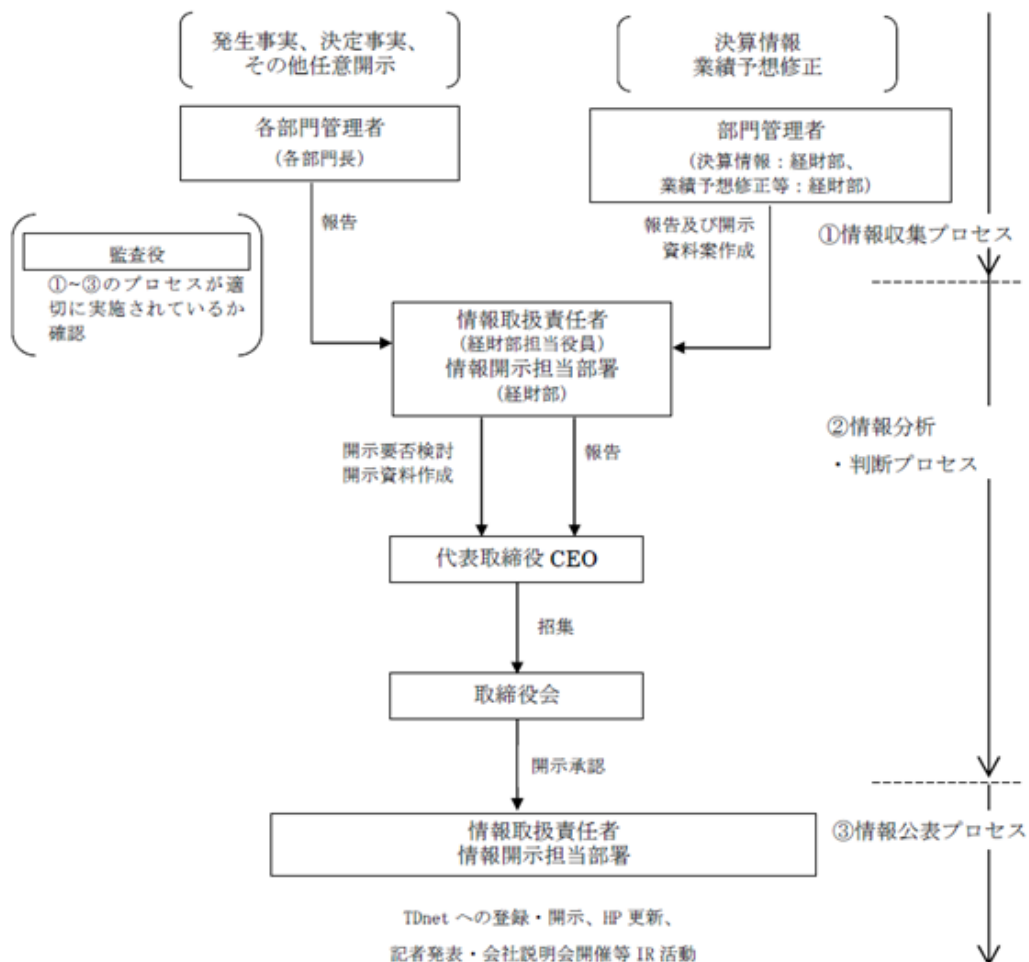 発生事実、決定事実、
その他任意開示
決算情報
業績予想修正
各部門管理者
(各部門長)
部門管理者
(決算情報：経財部、
業績予想修正等：経財部)
報告
報告及び開示
資料案作成
①情報収集プロセス
監査役
①~③のプロセスが適
切に実施されているか
確認
情報取扱責任者
(経財部担当役員)
情報開示担当部署
(経財部)
開示要否検討
開示資料作成
報告
②情報分析
・判断プロセス
代表取締役 CEO
招集
取締役会
開示承認
情報取扱責任者
情報開示担当部署
③情報公表プロセス
TDnet への登録・開示、HP 更新、
記者発表・会社説明会開催等 IR 活動